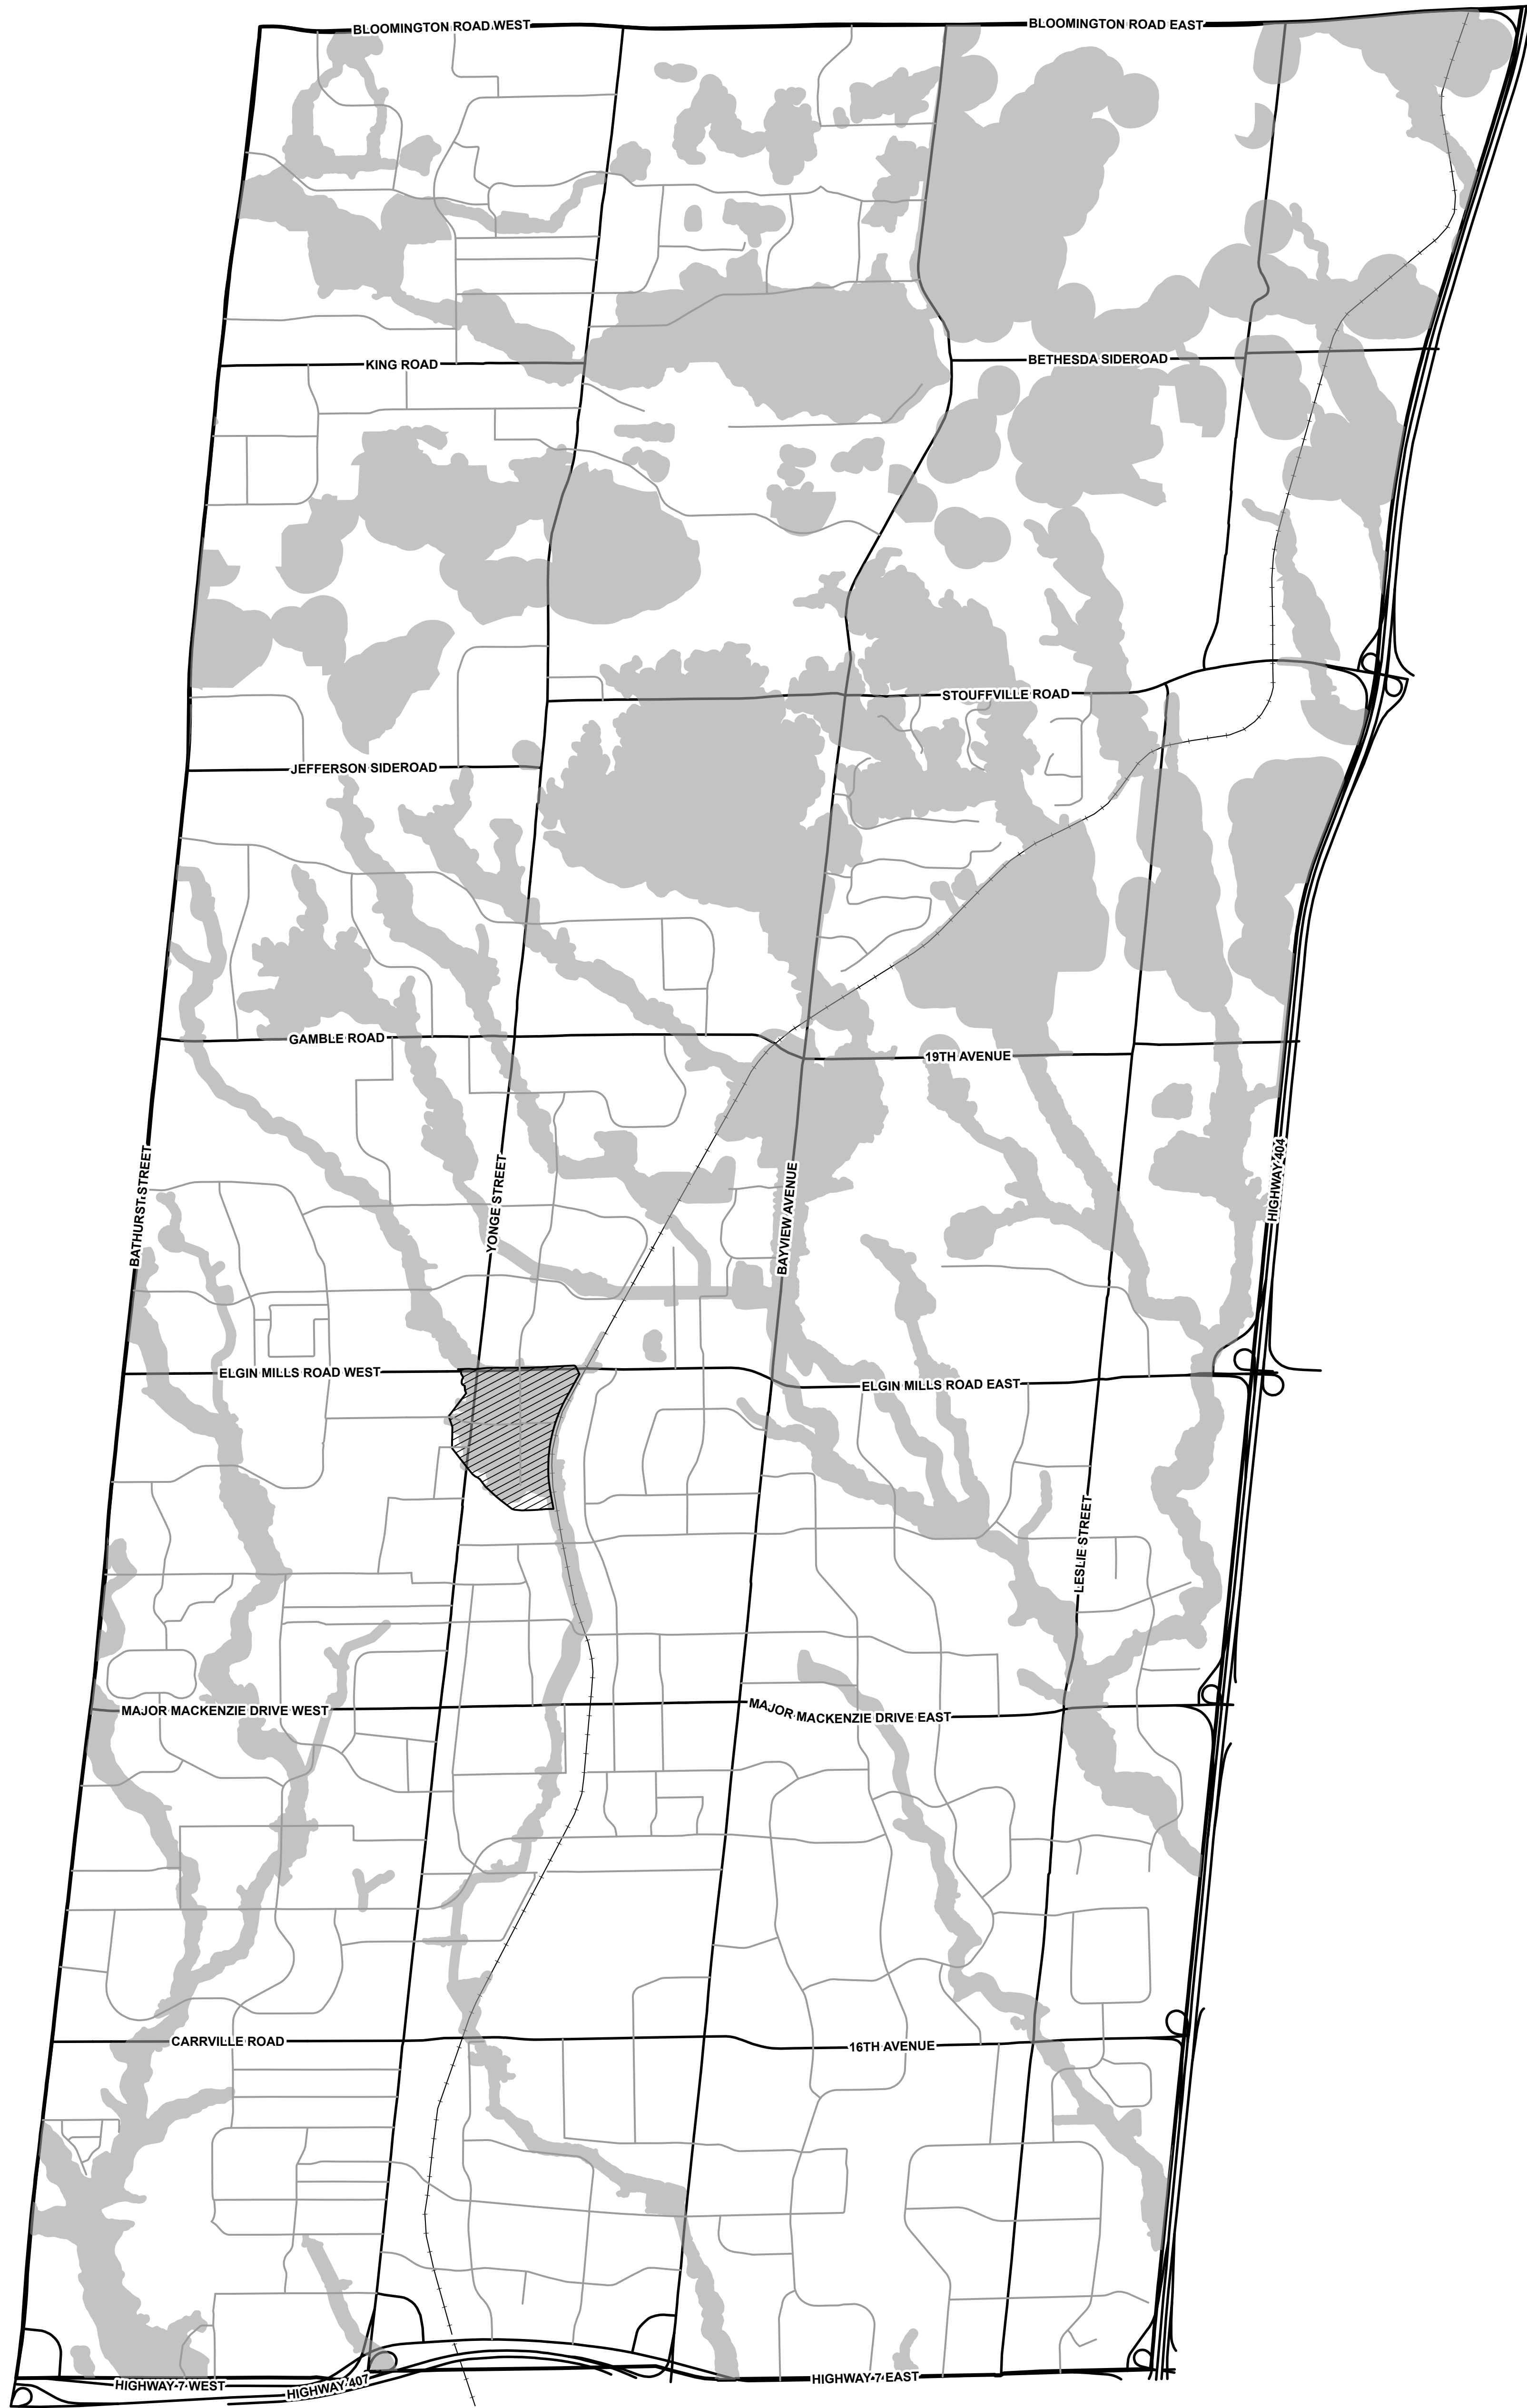 BLOOMINGTON ROAD WEST
BLOOMINGTON ROAD EAST
KING ROAD
BETHESDA SIDEROAD
STOUFFVILLE ROAD
JEFFERSON SIDEROAD
GAMBLE ROAD
19TH AVENUE
BATHURST STREET
YONGE STREET
BAYVIEW AVENUE
HIGHWAY 404
ELGIN MILLS ROAD WEST
ELGIN MILLS ROAD EAST
LESLIE STREET
MAJOR MACKENZIE DRIVE WEST
MAJOR MACKENZIE DRIVE EAST
CARRVILLE ROAD
16TH AVENUE
HIGHWAY 7 WEST
HIGHWAY 407
HIGHWAY 7 EAST